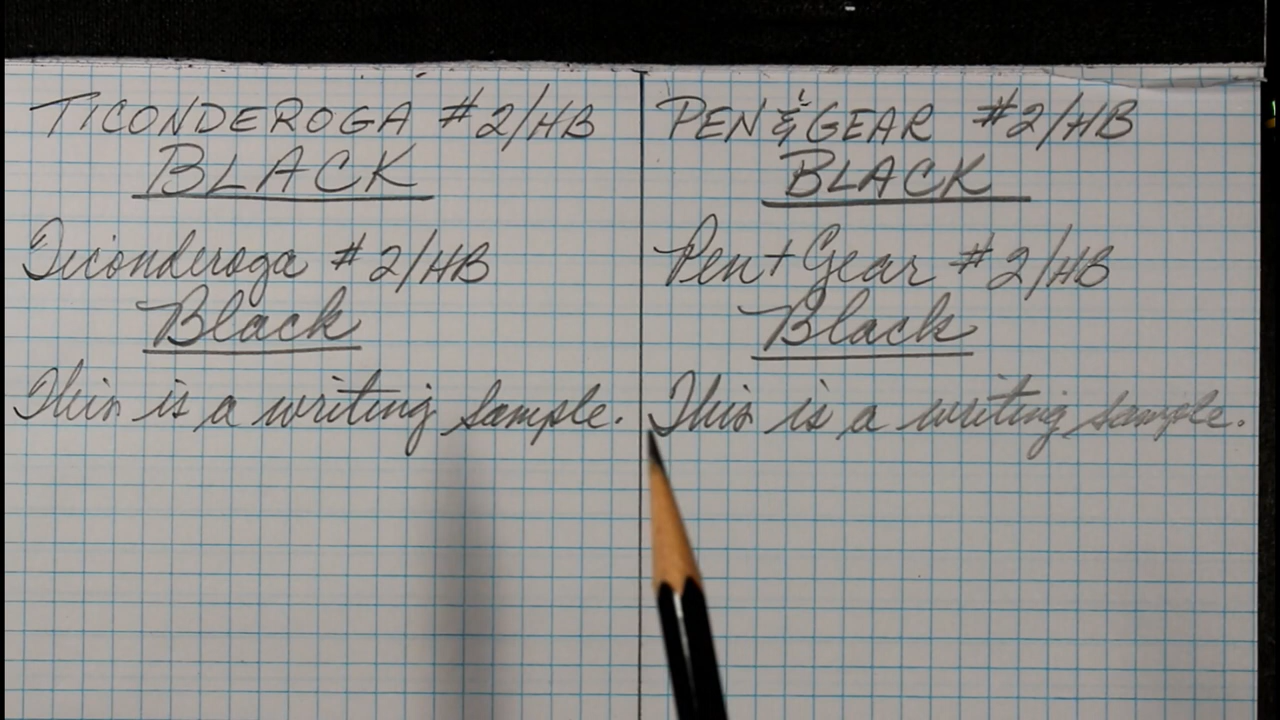 TICONDEROGA #2/HB
BLACK
Ticonderoga #2/HB
Black
This is a writing sample.
PEN & GEAR #2/HB
BLACK
Pen + Gear #2/HB
Black
This is a writing sample.